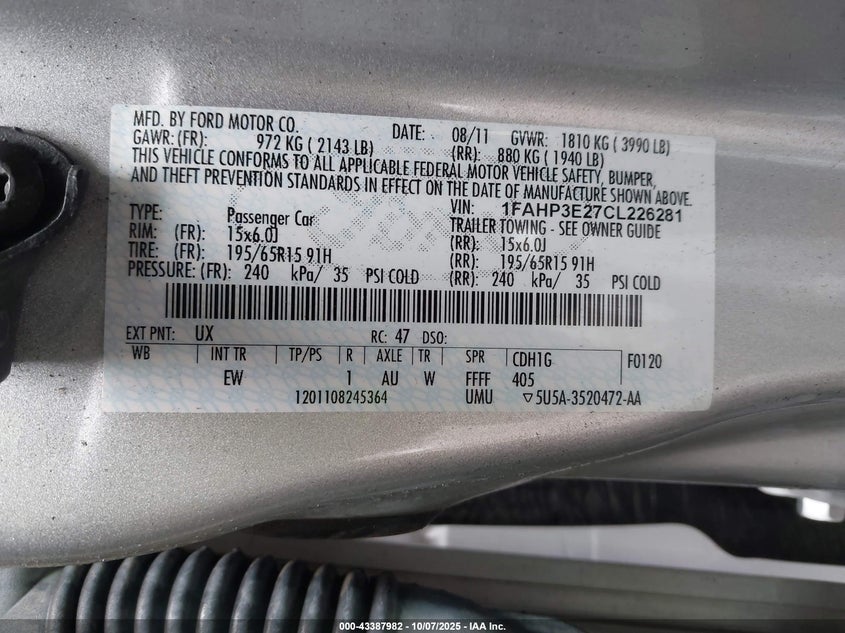 MFD. BY FORD MOTOR CO. DATE: 08/11 GVWR: 1810 KG ( 3990 LB)
GAWR: (FR): 972 KG ( 2143 LB) (RR): 880 KG ( 1940 LB)
THIS VEHICLE CONFORMS TO ALL APPLICABLE FEDERAL MOTOR VEHICLE SAFETY, BUMPER,
AND THEFT PREVENTION STANDARDS IN EFFECT ON THE DATE OF MANUFACTURE SHOWN ABOVE.
VIN: 1FAHP3E27CL226281
TYPE: Passenger Car TRAILER TOWING - SEE OWNER GUIDE
RIM: (FR): 15x6.0J (RR): 15x6.0J
TIRE: (FR): 195/65R15 91H (RR): 195/65R15 91H
PRESSURE: (FR): 240 kPa/ 35 PSI COLD (RR): 240 kPa/ 35 PSI COLD
EXT PNT: UX RC: 47 DSO:
WB INT TR TP/PS R AXLE TR SPR CDH1G F0120
EW 1 AU W FFFF 405
1201108245364 UMU ▽5U5A-3520472-AA
000-43387982 - 10/07/2025 - IAA Inc.